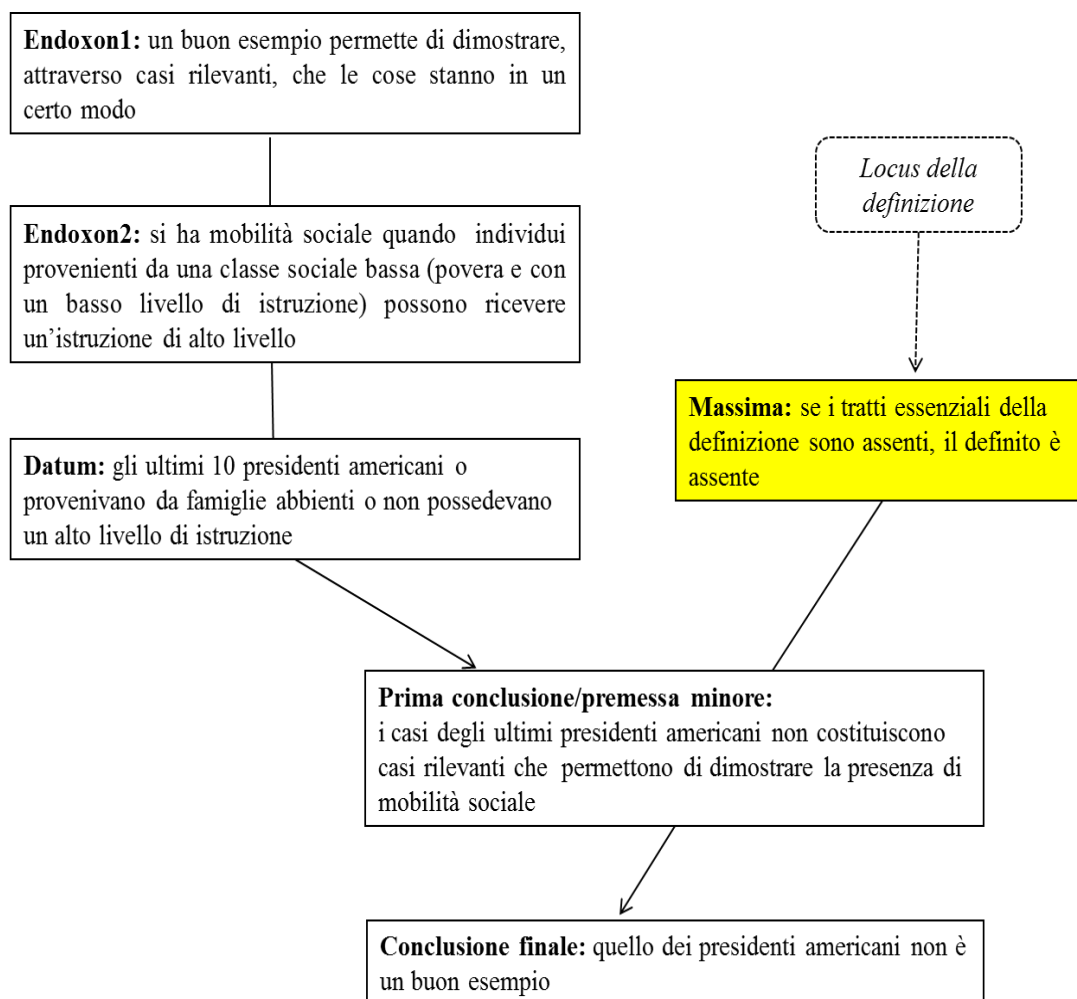 Endoxon1: un buon esempio permette di dimostrare,
attraverso casi rilevanti, che le cose stanno in un
certo modo
Locus della
definizione
Endoxon2: si ha mobilità sociale quando individui
provenienti da una classe sociale bassa (povera e con
un basso livello di istruzione) possono ricevere
un’istruzione di alto livello
Massima: se i tratti essenziali della
definizione sono assenti, il definito è
assente
Datum: gli ultimi 10 presidenti americani o
provenivano da famiglie abbienti o non possedevano
un alto livello di istruzione
Prima conclusione/premessa minore:
i casi degli ultimi presidenti americani non costituiscono
casi rilevanti che permettono di dimostrare la presenza di
mobilità sociale
Conclusione finale: quello dei presidenti americani non è
un buon esempio